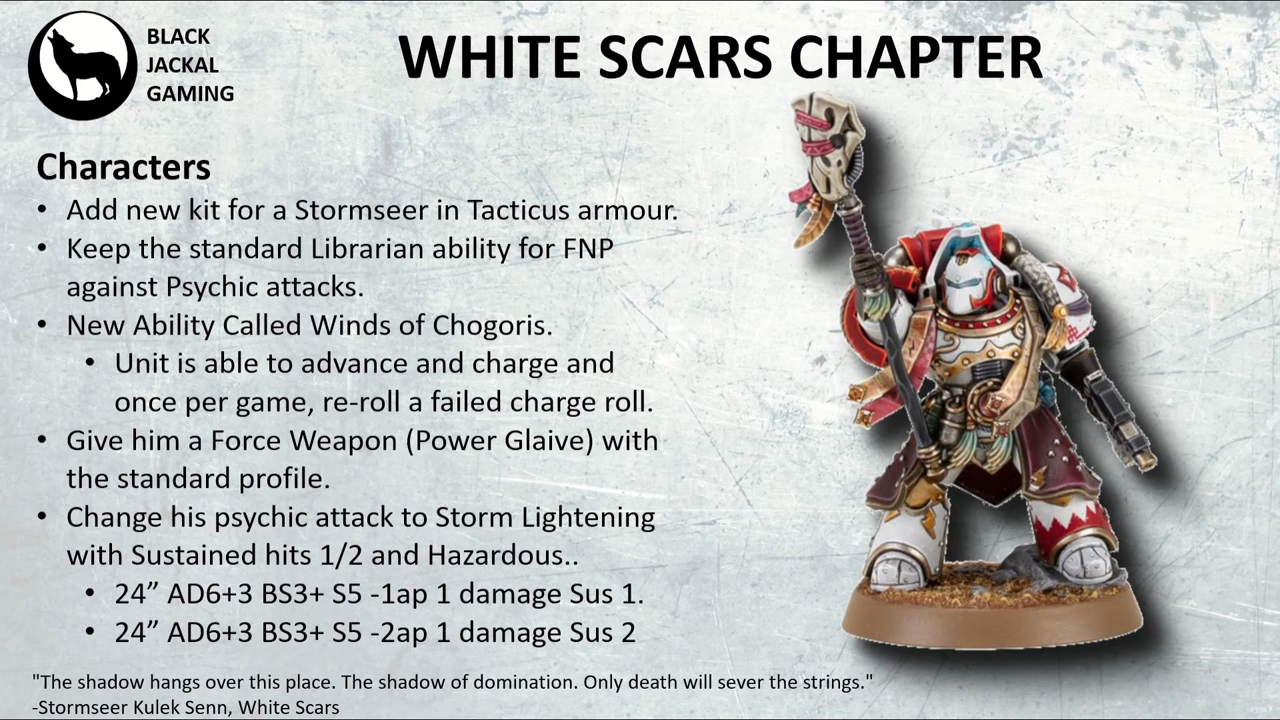 BLACK
JACKAL
GAMING
WHITE SCARS CHAPTER
Characters
• Add new kit for a Stormseer in Tacticus armour.
• Keep the standard Librarian ability for FNP
against Psychic attacks.
• New Ability Called Winds of Chogoris.
• Unit is able to advance and charge and
once per game, re-roll a failed charge roll.
• Give him a Force Weapon (Power Glaive) with
the standard profile.
• Change his psychic attack to Storm Lightening
with Sustained hits 1/2 and Hazardous..
• 24” AD6+3 BS3+ S5 -1ap 1 damage Sus 1.
• 24” AD6+3 BS3+ S5 -2ap 1 damage Sus 2
"The shadow hangs over this place. The shadow of domination. Only death will sever the strings."
-Stormseer Kulek Senn, White Scars